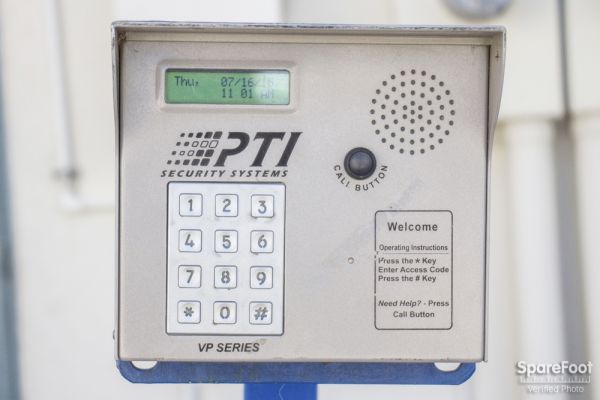 Thu, 07/16/15
11 01 AM
PTI
SECURITY SYSTEMS
CALL BUTTON
1 2 3
4 5 6
7 8 9
* 0 #
VP SERIES
Welcome
Operating Instructions
Press the * Key
Enter Access Code
Press the # Key
Need Help? - Press
Call Button
SpareFoot
Verified Photo